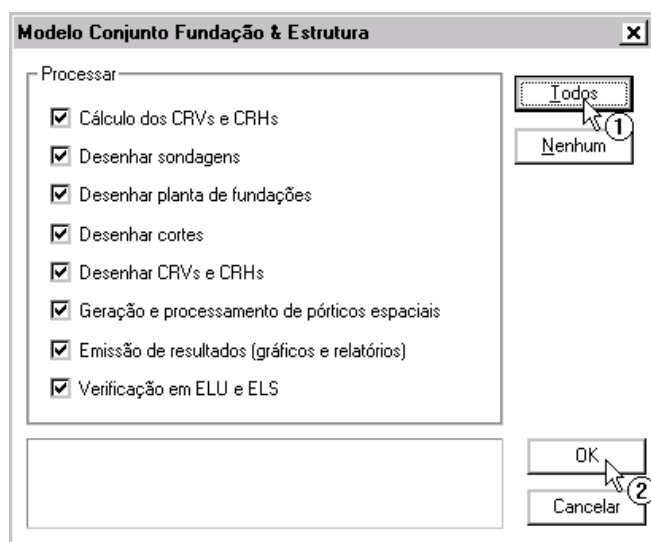 Modelo Conjunto Fundação & Estrutura
Processar
Todos
1
Cálculo dos CRVs e CRHs
Nenhum
Desenhar sondagens
Desenhar planta de fundações
Desenhar cortes
Desenhar CRVs e CRHs
Geração e processamento de pórticos espaciais
Emissão de resultados (gráficos e relatórios)
Verificação em ELU e ELS
OK
2
Cancelar